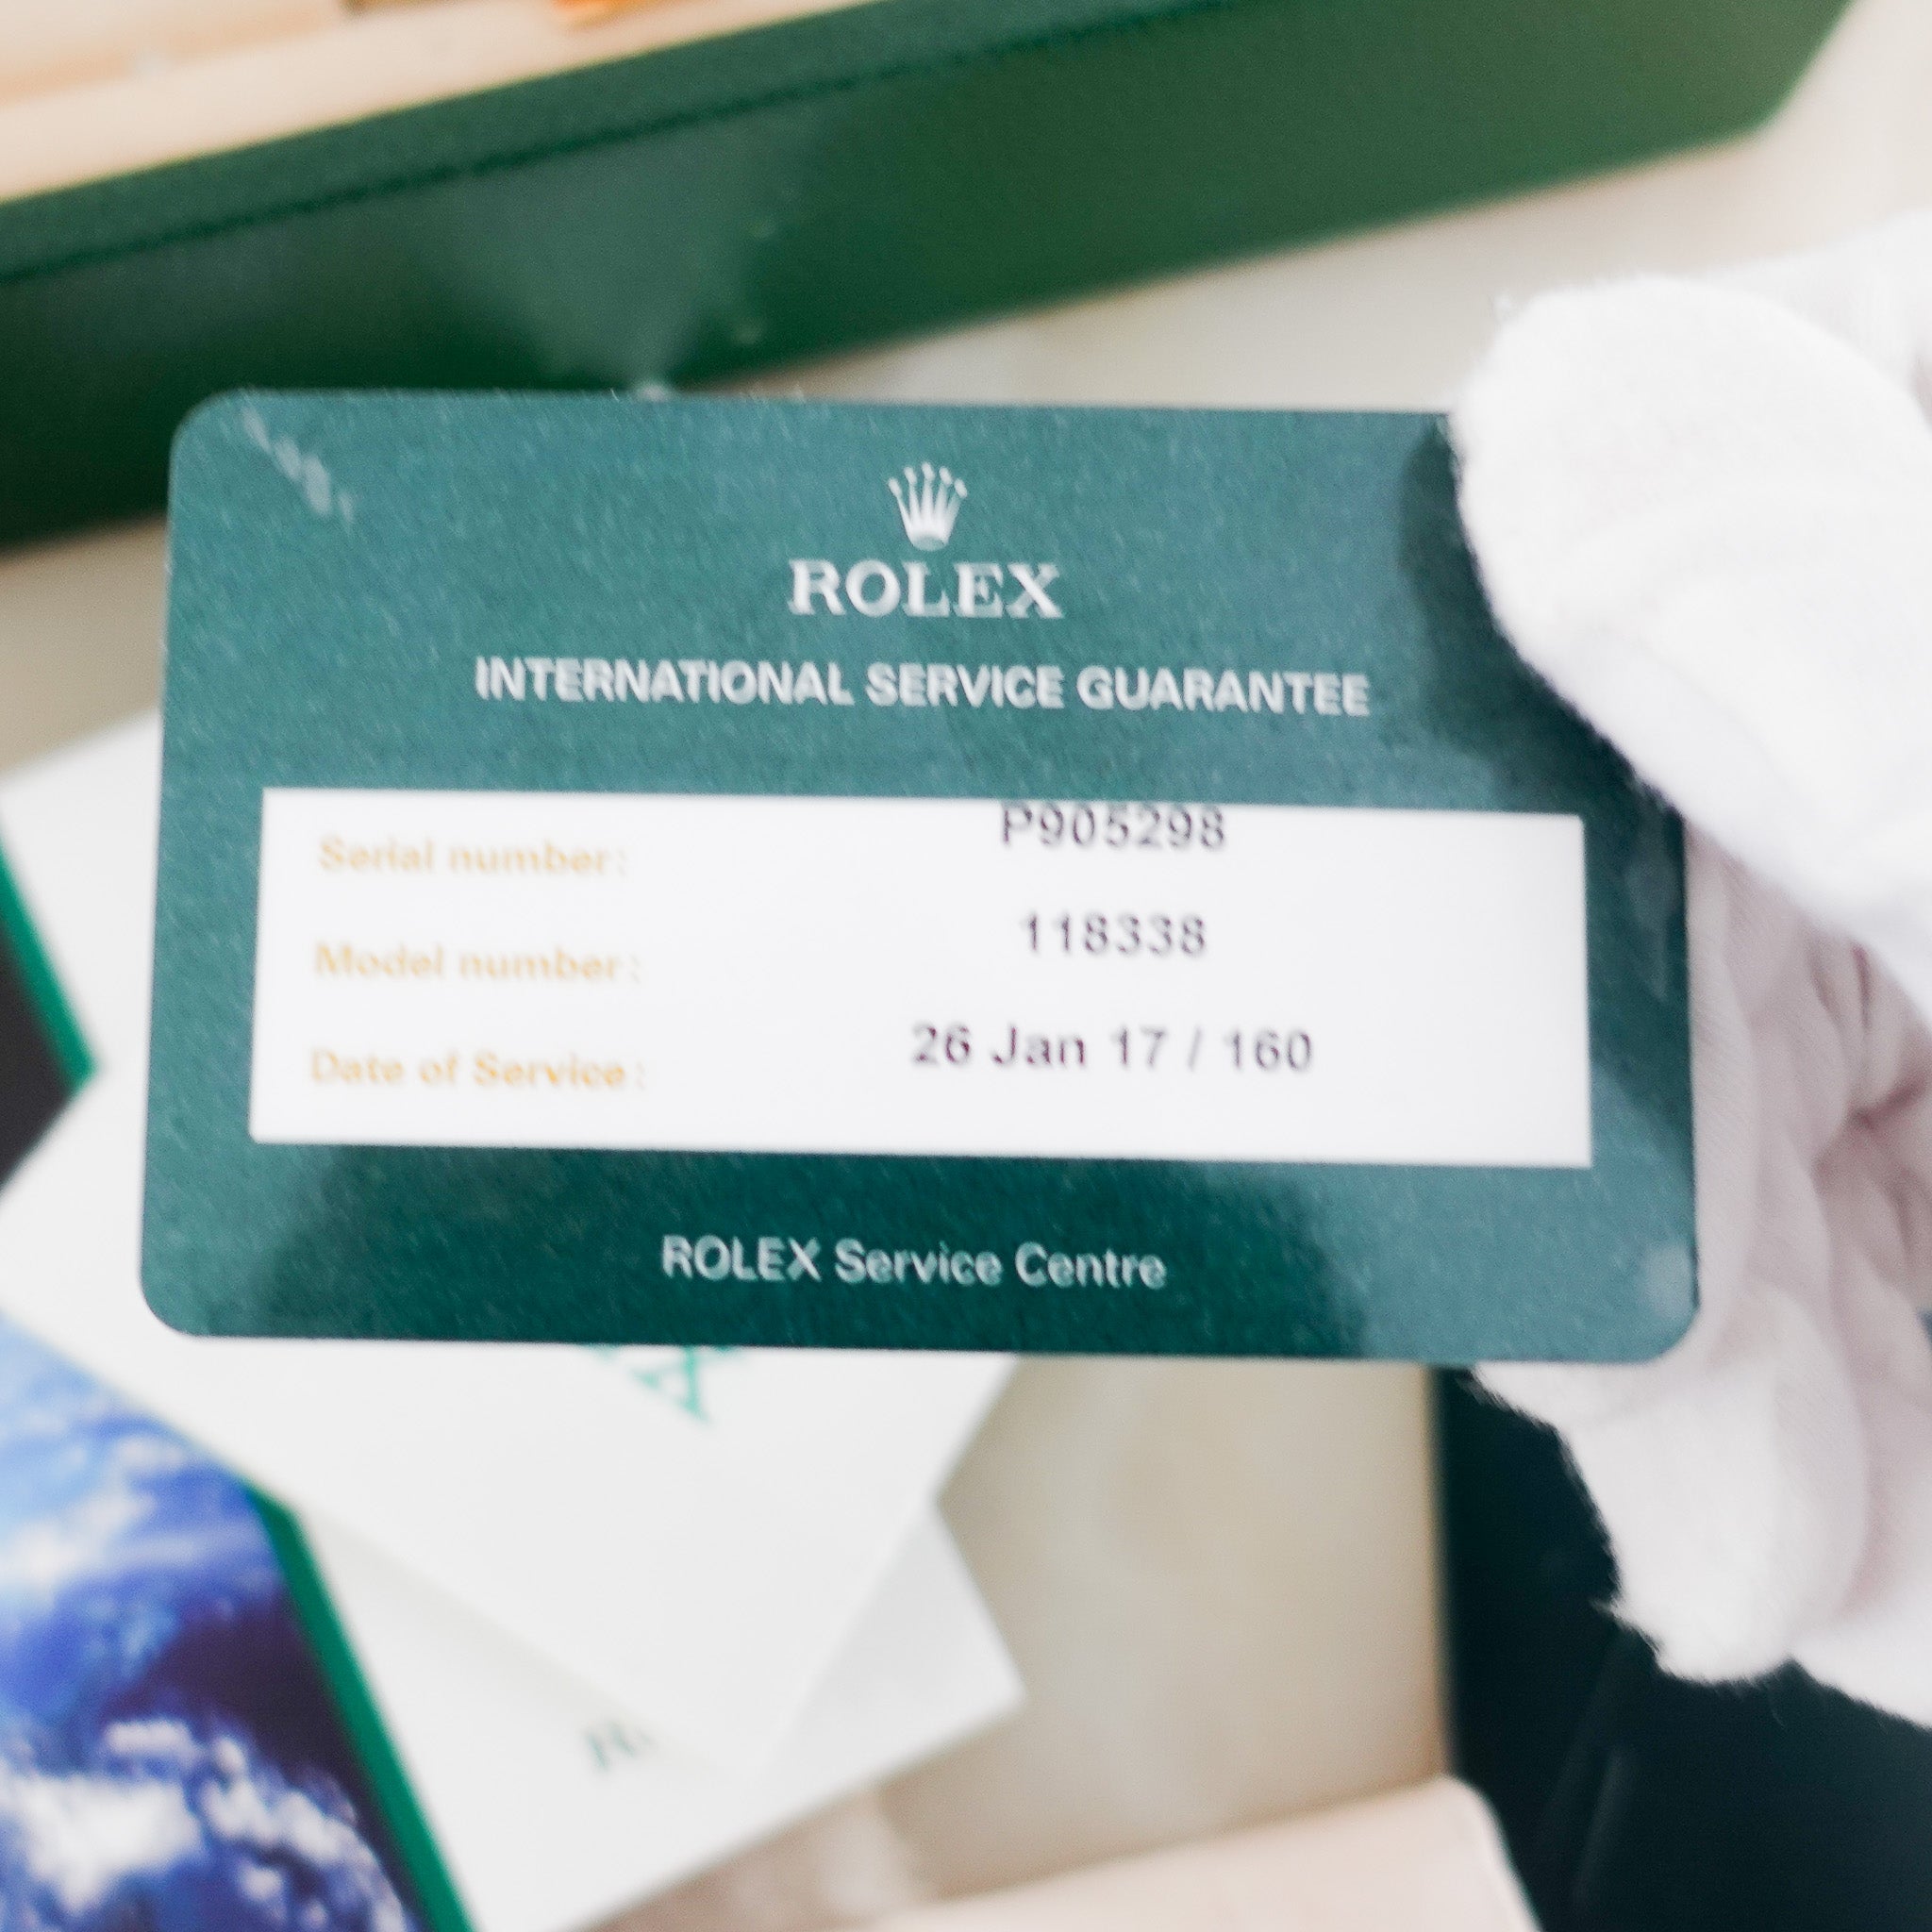 ROLEX
INTERNATIONAL SERVICE GUARANTEE
Serial number: P905298
Model number: 118338
Date of Service: 26 Jan 17 / 160
ROLEX Service Centre